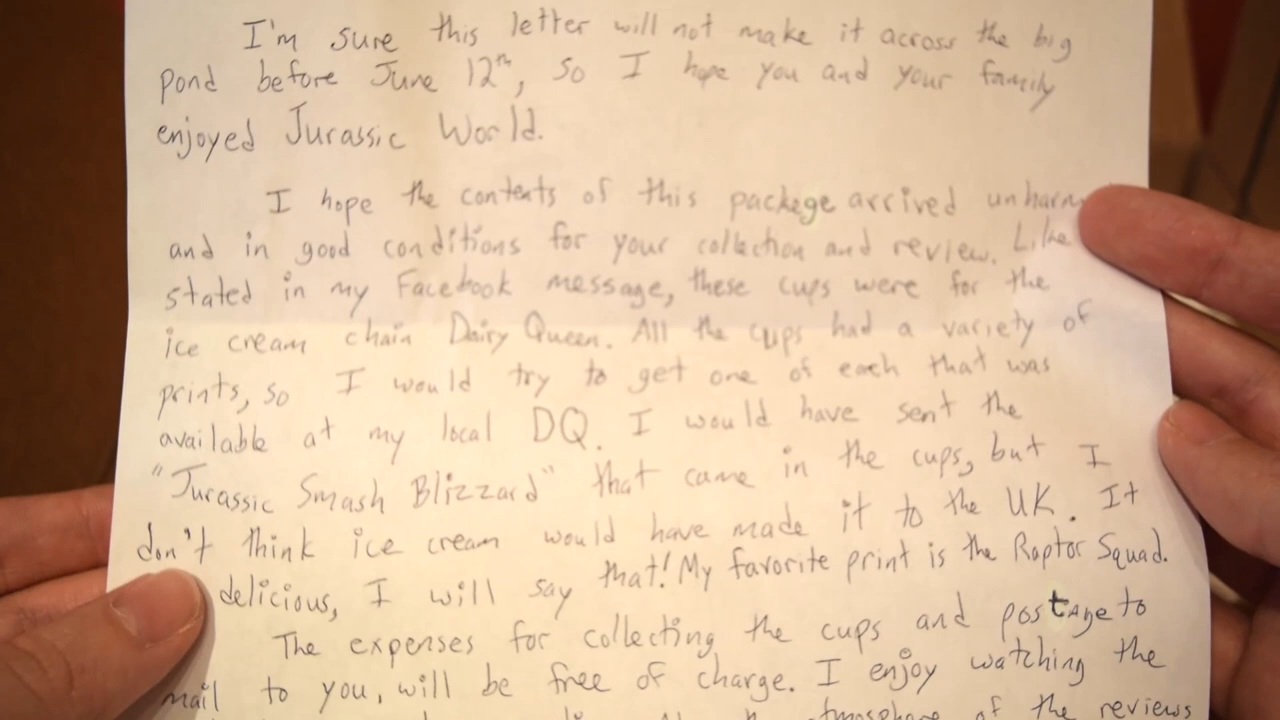 I'm sure this letter will not make it across the big
pond before June 12th, so I hope you and your family
enjoyed Jurassic World.
I hope the contents of this package arrived unharm
and in good conditions for your collection and review. Like
stated in my Facebook message, these cups were for the
ice cream chain Dairy Queen. All the cups had a variety of
prints, so I would try to get one of each that was
available at my local DQ. I would have sent the
"Jurassic Smash Blizzard" that came in the cups, but I
don't think ice cream would have made it to the UK. It
delicious, I will say that! My favorite print is the Raptor Squad.
The expenses for collecting the cups and postage to
mail to you, will be free of charge. I enjoy watching the
of the reviews